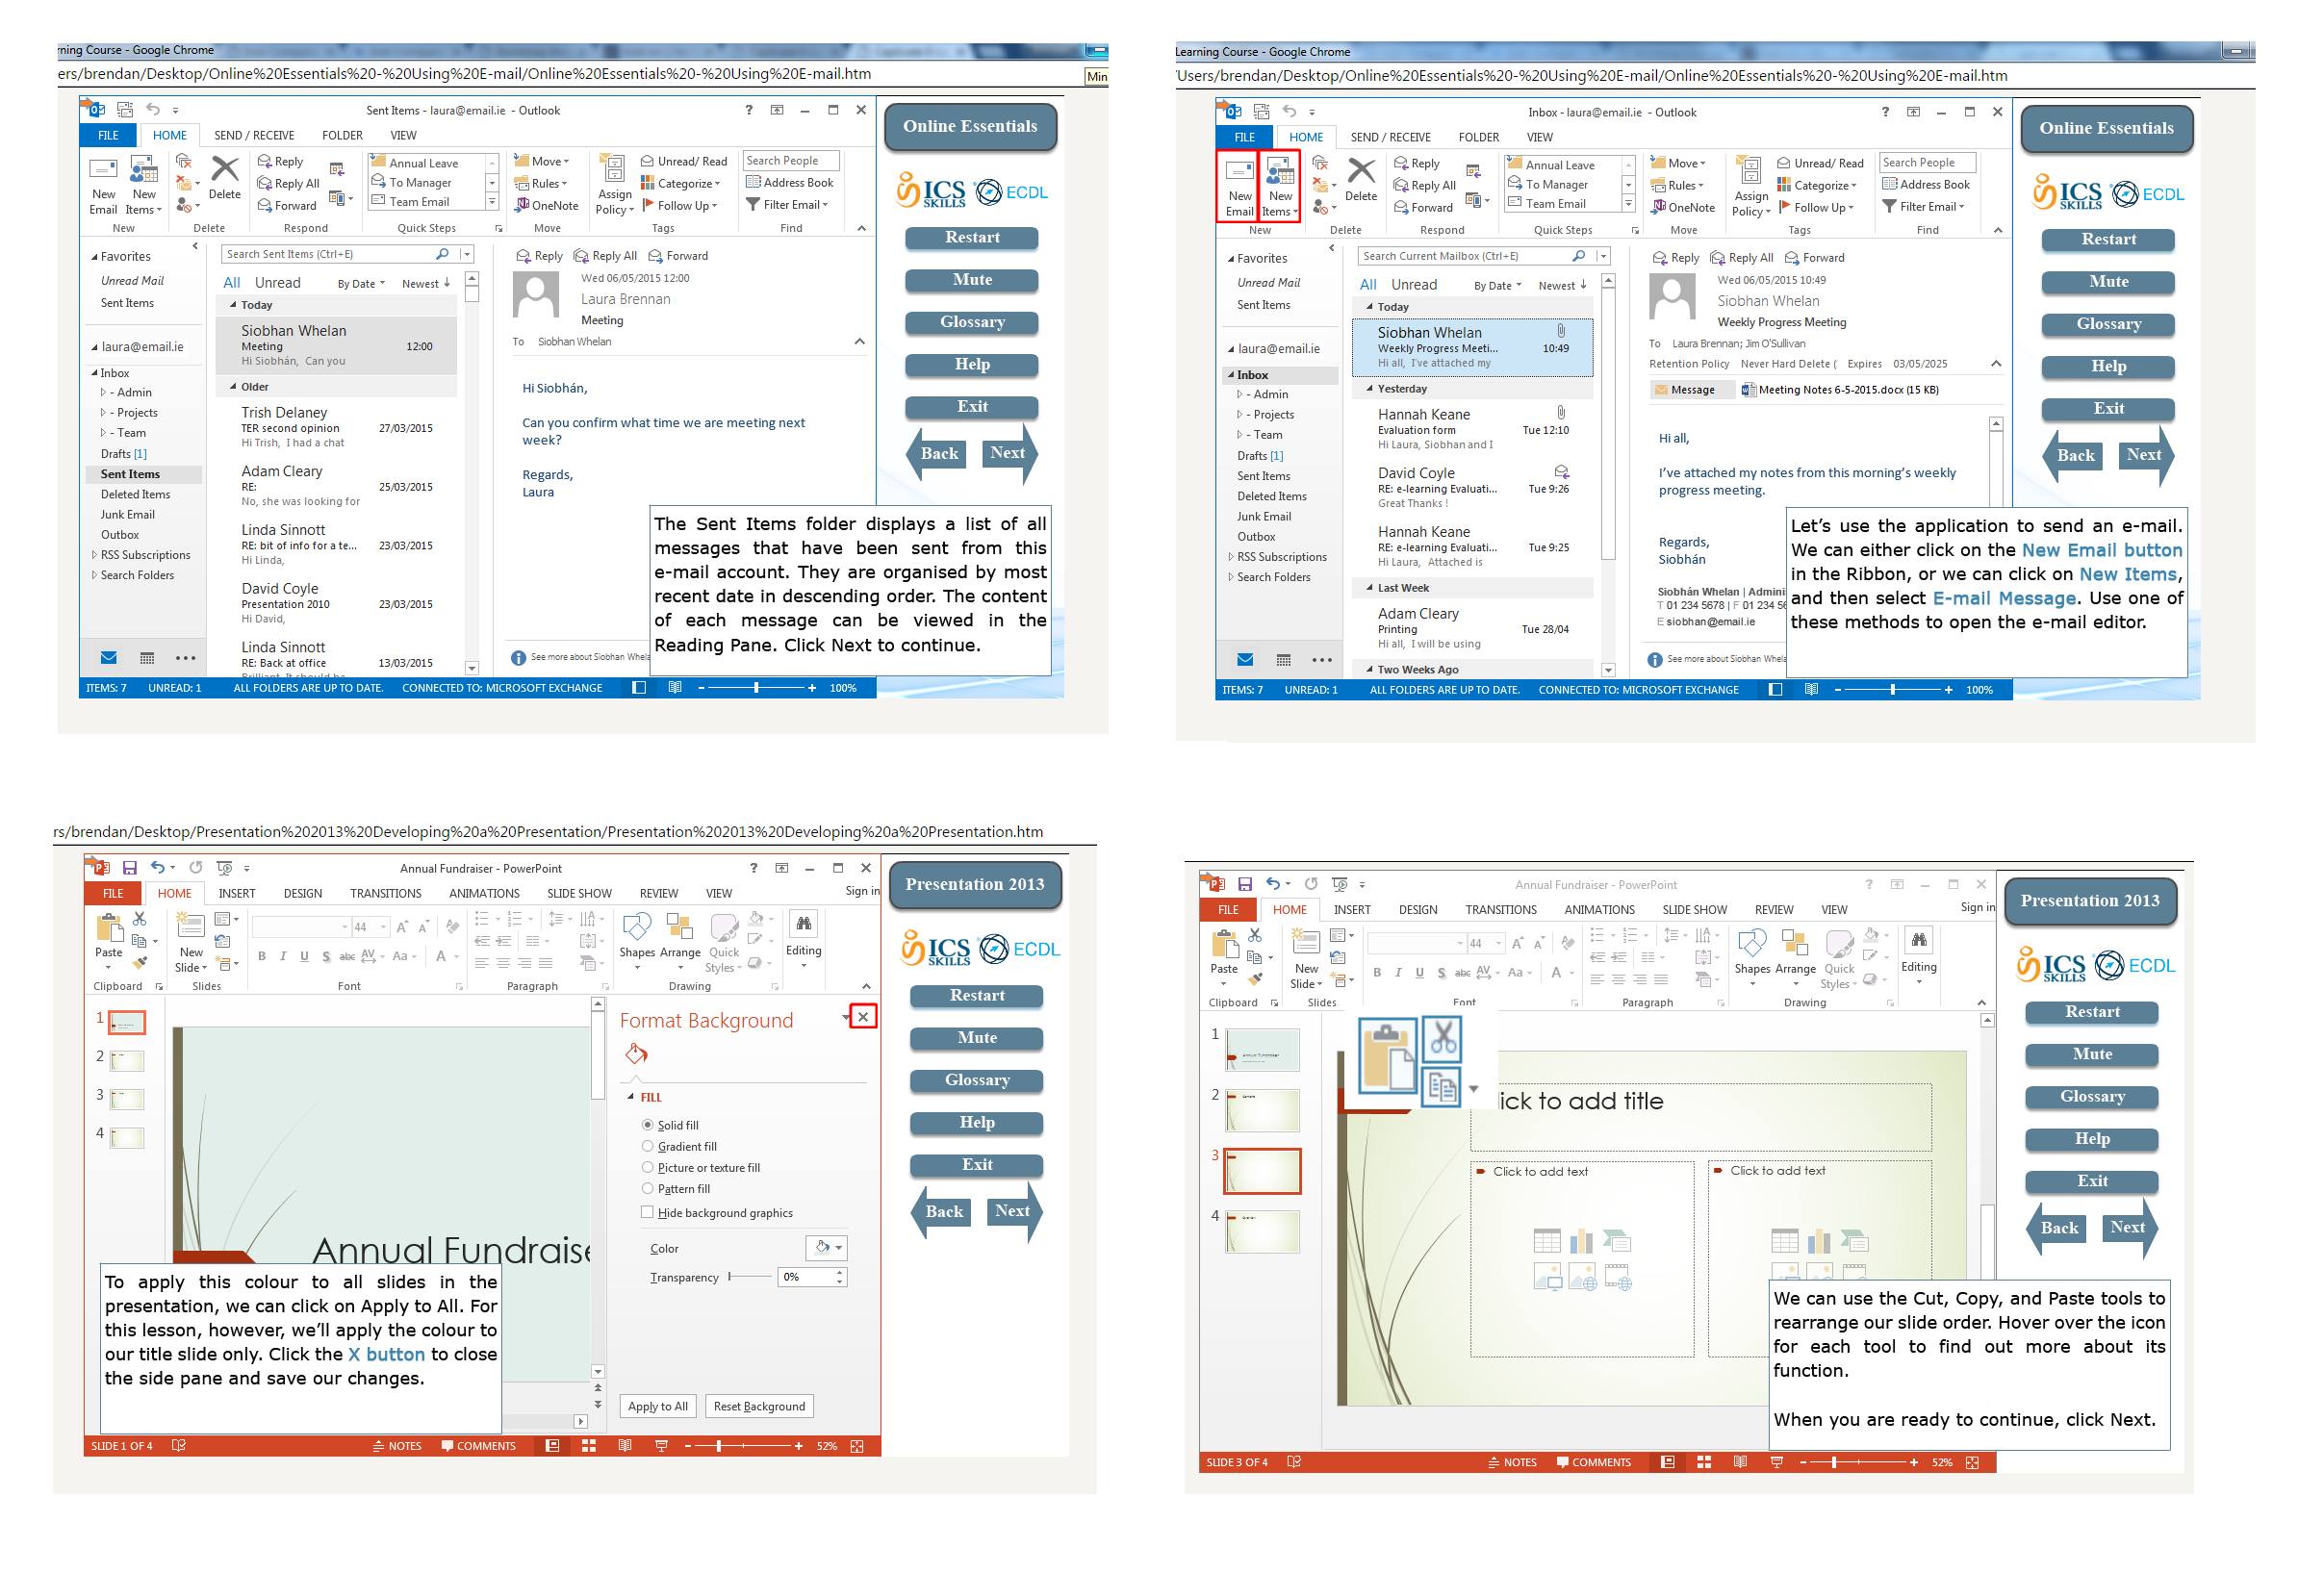 rning Course - Google Chrome
ers/brendan/Desktop/Online%20Essentials%20-%20Using%20E-mail/Online%20Essentials%20-%20Using%20E-mail.htm
Min
Sent Items - laura@email.ie - Outlook
FILE HOME SEND / RECEIVE FOLDER VIEW
New Email
New Items
Delete
Reply
Reply All
Forward
Annual Leave
To Manager
Team Email
Move
Rules
OneNote
Assign Policy
Unread/ Read
Categorize
Follow Up
Search People
Address Book
Filter Email
New Delete Respond Quick Steps Move Tags Find
Favorites
Unread Mail
Sent Items
laura@email.ie
Inbox
- Admin
- Projects
- Team
Drafts [1]
Sent Items
Deleted Items
Junk Email
Outbox
RSS Subscriptions
Search Folders
Search Sent Items (Ctrl+E)
All Unread By Date Newest
Today
Siobhan Whelan
Meeting 12:00
Hi Siobhán, Can you
Older
Trish Delaney
TER second opinion 27/03/2015
Hi Trish, I had a chat
Adam Cleary
RE: 25/03/2015
No, she was looking for
Linda Sinnott
RE: bit of info for a te... 23/03/2015
Hi Linda,
David Coyle
Presentation 2010 23/03/2015
Hi David,
Linda Sinnott
RE: Back at office 13/03/2015
Brilliant. It should be
Reply Reply All Forward
Wed 06/05/2015 12:00
Laura Brennan
Meeting
To Siobhan Whelan
Hi Siobhán,
Can you confirm what time we are meeting next
week?
Regards,
Laura
See more about Siobhan Whela
The Sent Items folder displays a list of all
messages that have been sent from this
e-mail account. They are organised by most
recent date in descending order. The content
of each message can be viewed in the
Reading Pane. Click Next to continue.
ITEMS: 7 UNREAD: 1 ALL FOLDERS ARE UP TO DATE. CONNECTED TO: MICROSOFT EXCHANGE 100%
Online Essentials
ICS SKILLS ECDL
Restart
Mute
Glossary
Help
Exit
Back Next
Learning Course - Google Chrome
'Users/brendan/Desktop/Online%20Essentials%20-%20Using%20E-mail/Online%20Essentials%20-%20Using%20E-mail.htm
Inbox - laura@email.ie - Outlook
FILE HOME SEND / RECEIVE FOLDER VIEW
New Email
New Items
Delete
Reply
Reply All
Forward
Annual Leave
To Manager
Team Email
Move
Rules
OneNote
Assign Policy
Unread/ Read
Categorize
Follow Up
Search People
Address Book
Filter Email
New Delete Respond Quick Steps Move Tags Find
Favorites
Unread Mail
Sent Items
laura@email.ie
Inbox
- Admin
- Projects
- Team
Drafts [1]
Sent Items
Deleted Items
Junk Email
Outbox
RSS Subscriptions
Search Folders
Search Current Mailbox (Ctrl+E)
All Unread By Date Newest
Today
Siobhan Whelan
Weekly Progress Meeti... 10:49
Hi all, I've attached my
Yesterday
Hannah Keane
Evaluation form Tue 12:10
Hi Laura, Siobhan and I
David Coyle
RE: e-learning Evaluati... Tue 9:26
Great Thanks !
Hannah Keane
RE: e-learning Evaluati... Tue 9:25
Hi Laura, Attached is
Last Week
Adam Cleary
Printing Tue 28/04
Hi all, I will be using
Two Weeks Ago
Reply Reply All Forward
Wed 06/05/2015 10:49
Siobhan Whelan
Weekly Progress Meeting
To Laura Brennan; Jim O'Sullivan
Retention Policy Never Hard Delete ( Expires 03/05/2025
Message Meeting Notes 6-5-2015.docx (15 KB)
Hi all,
I've attached my notes from this morning's weekly
progress meeting.
Regards,
Siobhán
Siobhán Whelan | Admini
T 01 234 5678 | F 01 234 56
E siobhan@email.ie
See more about Siobhan Whela
Let's use the application to send an e-mail.
We can either click on the New Email button
in the Ribbon, or we can click on New Items,
and then select E-mail Message. Use one of
these methods to open the e-mail editor.
ITEMS: 7 UNREAD: 1 ALL FOLDERS ARE UP TO DATE. CONNECTED TO: MICROSOFT EXCHANGE 100%
Online Essentials
ICS SKILLS ECDL
Restart
Mute
Glossary
Help
Exit
Back Next
rs/brendan/Desktop/Presentation%202013%20Developing%20a%20Presentation/Presentation%202013%20Developing%20a%20Presentation.htm
Annual Fundraiser - PowerPoint
FILE HOME INSERT DESIGN TRANSITIONS ANIMATIONS SLIDE SHOW REVIEW VIEW Sign in
Paste
New Slide
44
B I U S abc AV Aa A
Shapes Arrange Quick Styles
Editing
Clipboard Slides Font Paragraph Drawing
1
2
3
4
Annual Fundraise
Format Background
FILL
Solid fill
Gradient fill
Picture or texture fill
Pattern fill
Hide background graphics
Color
Transparency 0%
Apply to All Reset Background
To apply this colour to all slides in the
presentation, we can click on Apply to All. For
this lesson, however, we'll apply the colour to
our title slide only. Click the X button to close
the side pane and save our changes.
SLIDE 1 OF 4 NOTES COMMENTS 52%
Presentation 2013
ICS SKILLS ECDL
Restart
Mute
Glossary
Help
Exit
Back Next
Annual Fundraiser - PowerPoint
FILE HOME INSERT DESIGN TRANSITIONS ANIMATIONS SLIDE SHOW REVIEW VIEW Sign in
Paste
New Slide
44
B I U S abc AV Aa A
Shapes Arrange Quick Styles
Editing
Clipboard Slides Font Paragraph Drawing
1
2
3
4
ick to add title
Click to add text
Click to add text
We can use the Cut, Copy, and Paste tools to
rearrange our slide order. Hover over the icon
for each tool to find out more about its
function.
When you are ready to continue, click Next.
SLIDE 3 OF 4 NOTES COMMENTS 52%
Presentation 2013
ICS SKILLS ECDL
Restart
Mute
Glossary
Help
Exit
Back Next